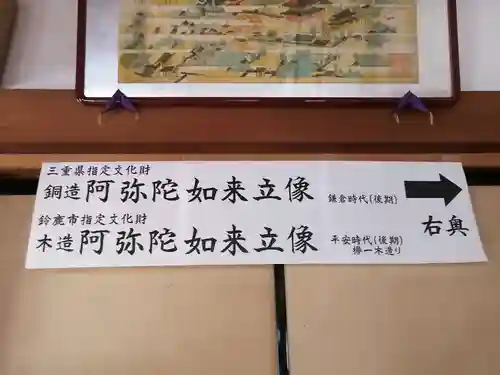 三重県指定文化財
銅造 阿弥陀如来立像 鎌倉時代(後期)
鈴鹿市指定文化財
木造 阿弥陀如来立像 平安時代(後期)
欅一木造り
右奥